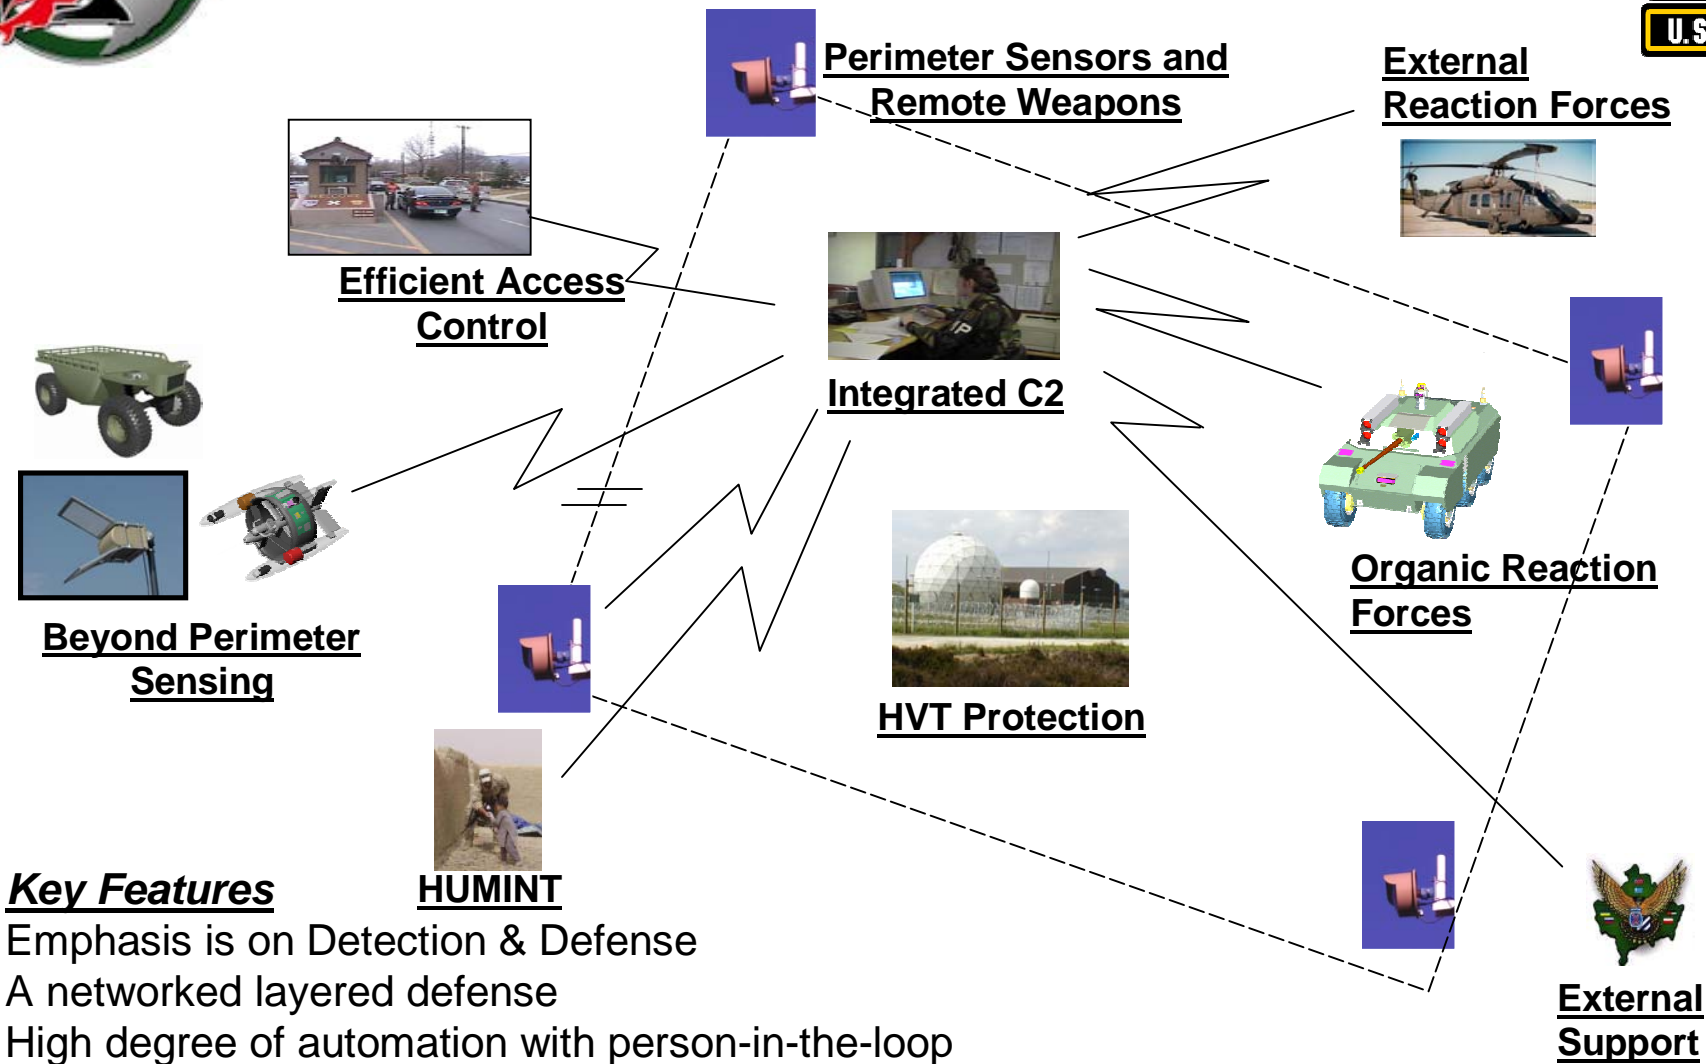 U.S
Perimeter Sensors and
Remote Weapons
External
Reaction Forces
Efficient Access
Control
Integrated C2
Organic Reaction
Forces
Beyond Perimeter
Sensing
HVT Protection
HUMINT
Key Features
Emphasis is on Detection & Defense
A networked layered defense
High degree of automation with person-in-the-loop
External
Support